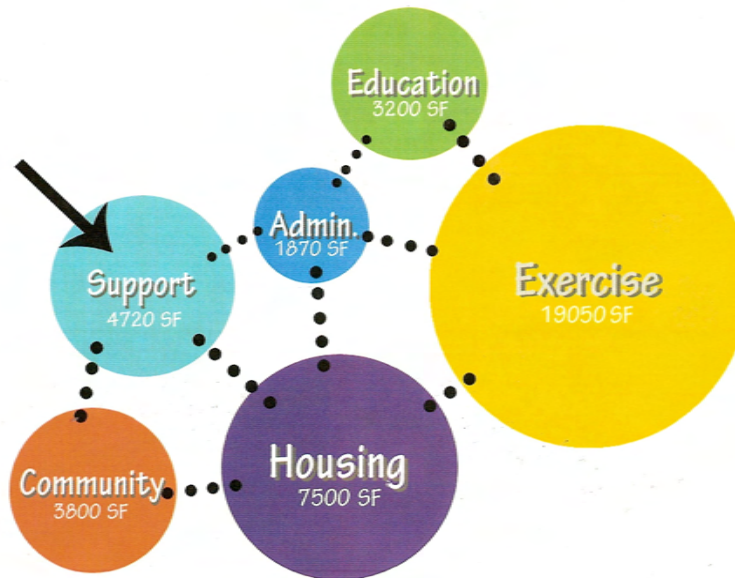 Education
3200 SF
Admin.
1870 SF
Support
4720 SF
Exercise
19050 SF
Housing
7500 SF
Community
3800 SF